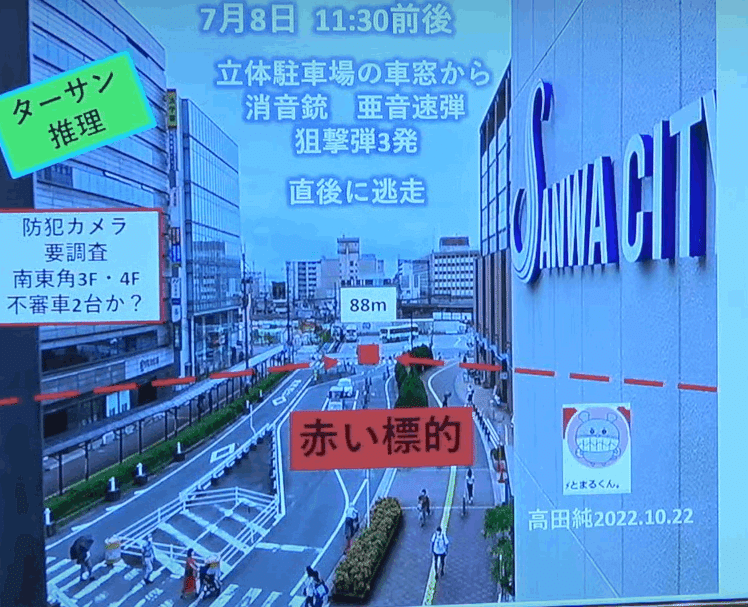 7月8日 11:30前後
立体駐車場の車窓から
消音銃 亜音速弾
狙撃弾3発
直後に逃走
ターサン
推理
防犯カメラ
要調査
南東角3F・4F
不審車2台か?
88m
SANWA CITY
赤い標的
とまるくん。
高田純2022.10.22